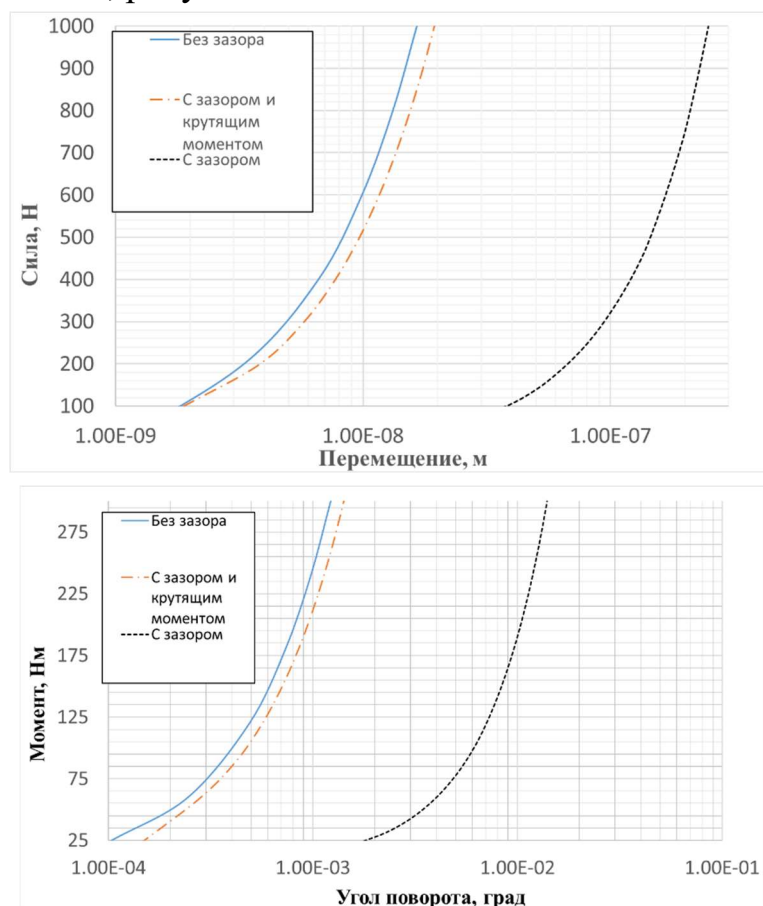 1000
900
800
700
600
500
400
300
200
100
Сила, Н
Без зазора
С зазором и
крутящим
моментом
С зазором
1.00E-09
1.00E-08
1.00E-07
Перемещение, м
275
225
175
125
75
25
Момент, Нм
Без зазора
С зазором и
крутящим
моментом
С зазором
1.00E-04
1.00E-03
1.00E-02
1.00E-01
Угол поворота, град